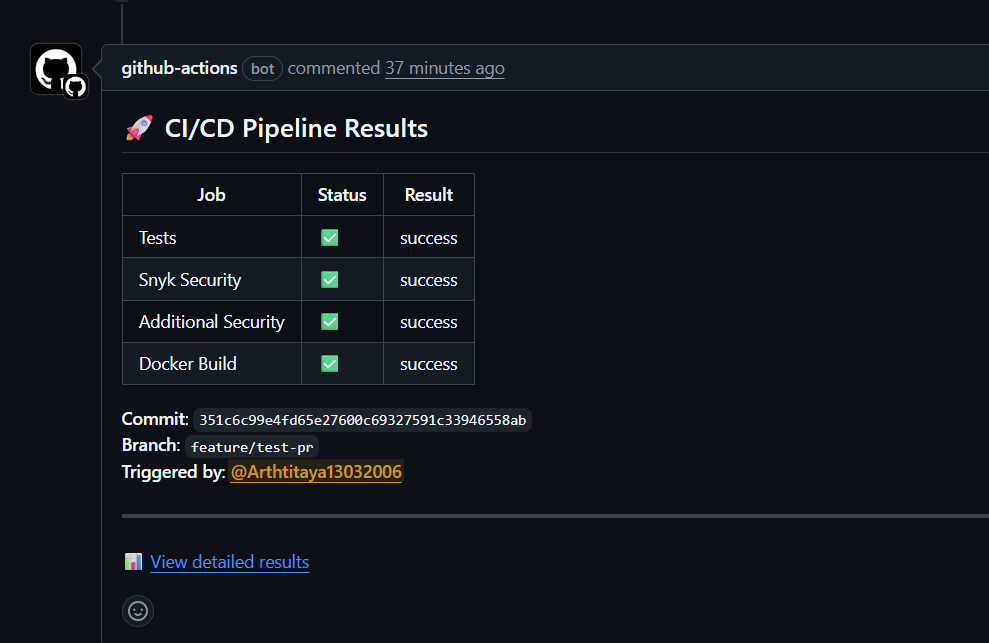 github-actions bot commented 37 minutes ago
🚀 CI/CD Pipeline Results
Job Status Result
Tests ✅ success
Snyk Security ✅ success
Additional Security ✅ success
Docker Build ✅ success
Commit: 351c6c99e4fd65e27600c69327591c33946558ab
Branch: feature/test-pr
Triggered by: @Arthtitaya13032006
📊 View detailed results